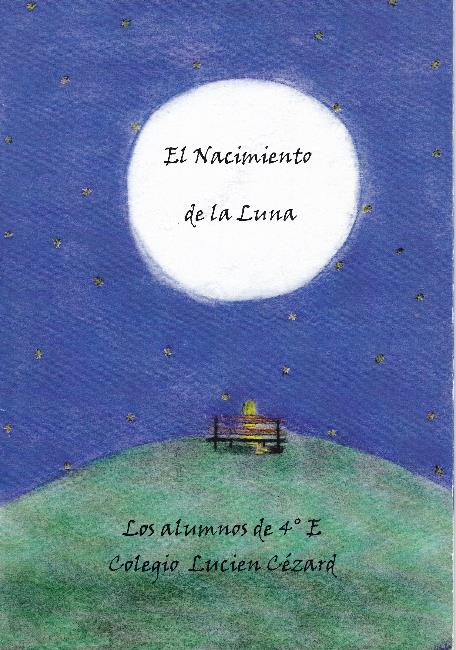 El Nacimiento
de la Luna
Los alumnos de 4° E
Colegio Lucien Cézard